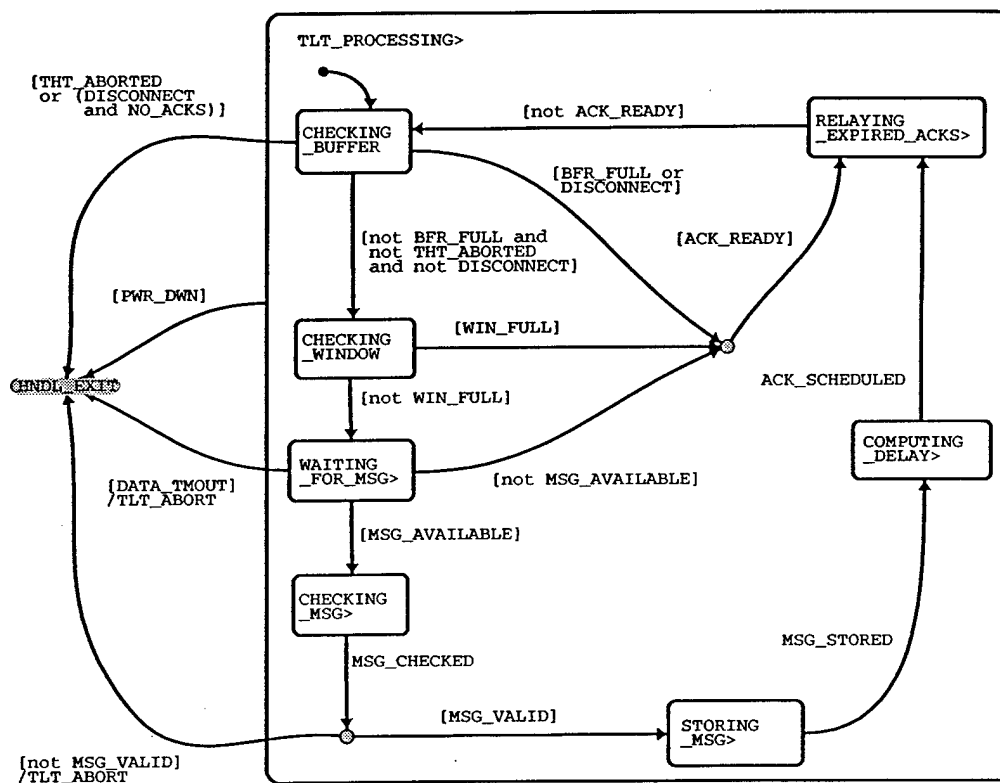 TLT_PROCESSING>
[THT_ABORTED
or (DISCONNECT
and NO_ACKS)]
CHECKING
_BUFFER
[not ACK_READY]
RELAYING
_EXPIRED_ACKS>
[BFR_FULL or
DISCONNECT]
[not BFR_FULL and
not THT_ABORTED
and not DISCONNECT]
[ACK_READY]
[PWR_DWN]
CHECKING
_WINDOW
[WIN_FULL]
HNDL_EXIT
[not WIN_FULL]
ACK_SCHEDULED
WAITING
_FOR_MSG>
COMPUTING
_DELAY>
[DATA_TMOUT]
/TLT_ABORT
[not MSG_AVAILABLE]
[MSG_AVAILABLE]
CHECKING
_MSG>
MSG_CHECKED
MSG_STORED
[MSG_VALID]
STORING
_MSG>
[not MSG_VALID]
/TLT_ABORT